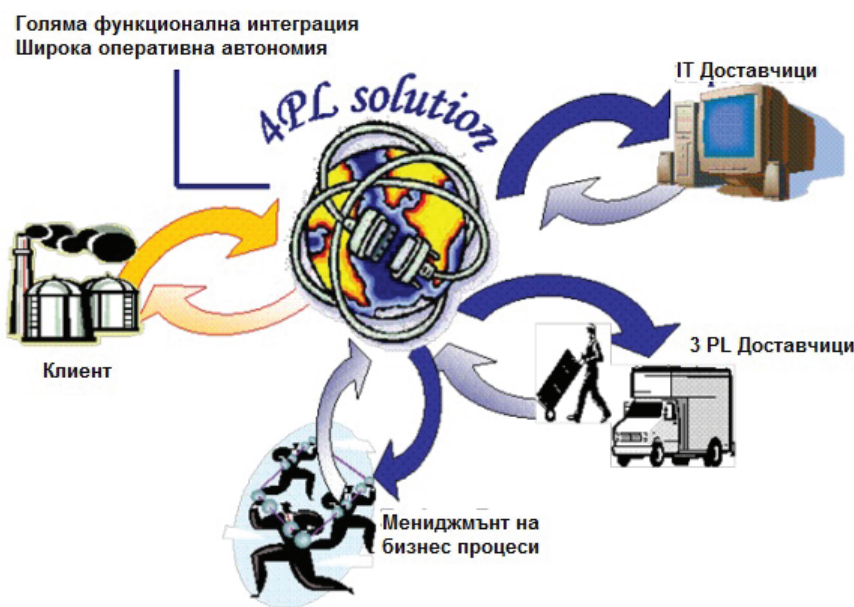 Голяма функционална интеграция
Широка оперативна автономия
4PL solution
IT Доставчици
3 PL Доставчици
Клиент
Мениджмънт на
бизнес процеси